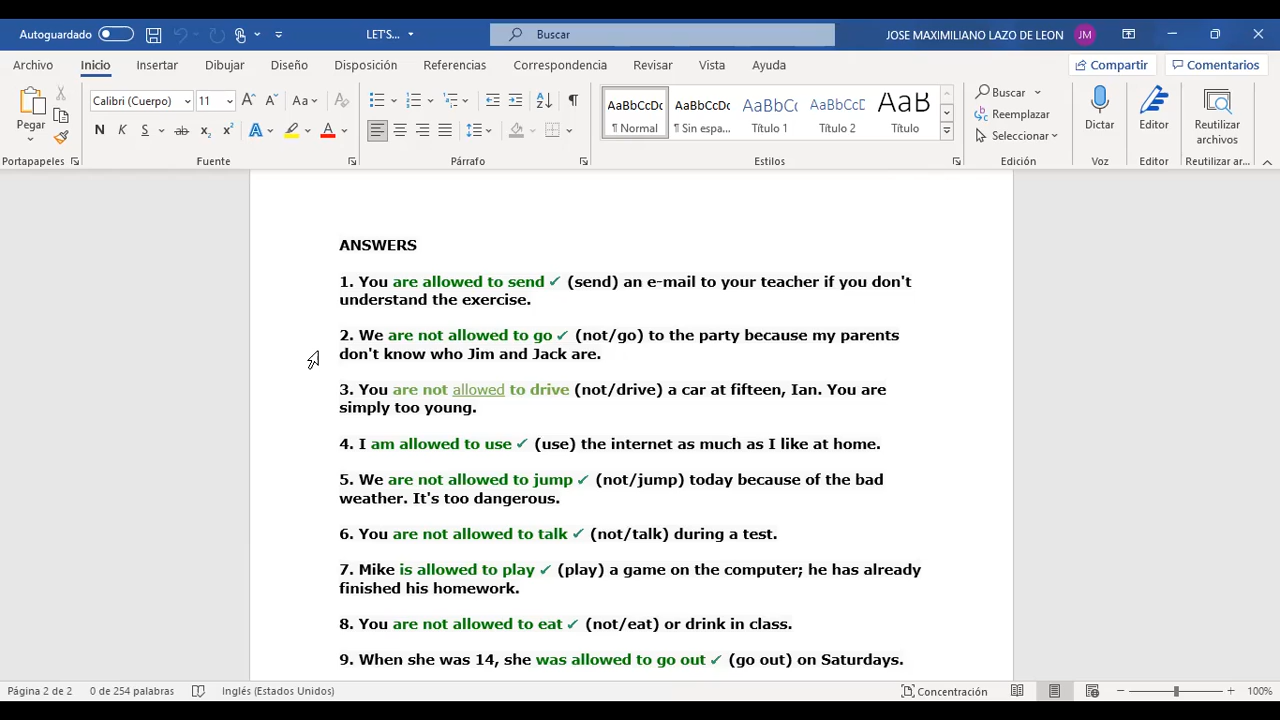 Autoguardado LET'S... Buscar JOSE MAXIMILIANO LAZO DE LEON JM
Archivo Inicio Insertar Dibujar Diseño Disposición Referencias Correspondencia Revisar Vista Ayuda Compartir Comentarios
Pegar Calibri (Cuerpo) 11 A A Aa A AaBbCcDc AaBbCcDc AaBbCc AaBbCcD AaB Buscar Dictar Editor Reutilizar archivos
N K S ab x₂ x² A A ¶ Normal ¶ Sin espa... Título 1 Título 2 Título Reemplazar
Seleccionar
Portapapeles Fuente Párrafo Estilos Edición Voz Editor Reutilizar ar...
ANSWERS
1. You are allowed to send ✓ (send) an e-mail to your teacher if you don't
understand the exercise.
2. We are not allowed to go ✓ (not/go) to the party because my parents
don't know who Jim and Jack are.
3. You are not allowed to drive (not/drive) a car at fifteen, Ian. You are
simply too young.
4. I am allowed to use ✓ (use) the internet as much as I like at home.
5. We are not allowed to jump ✓ (not/jump) today because of the bad
weather. It's too dangerous.
6. You are not allowed to talk ✓ (not/talk) during a test.
7. Mike is allowed to play ✓ (play) a game on the computer; he has already
finished his homework.
8. You are not allowed to eat ✓ (not/eat) or drink in class.
9. When she was 14, she was allowed to go out ✓ (go out) on Saturdays.
Página 2 de 2 0 de 254 palabras Inglés (Estados Unidos) Concentración 100%